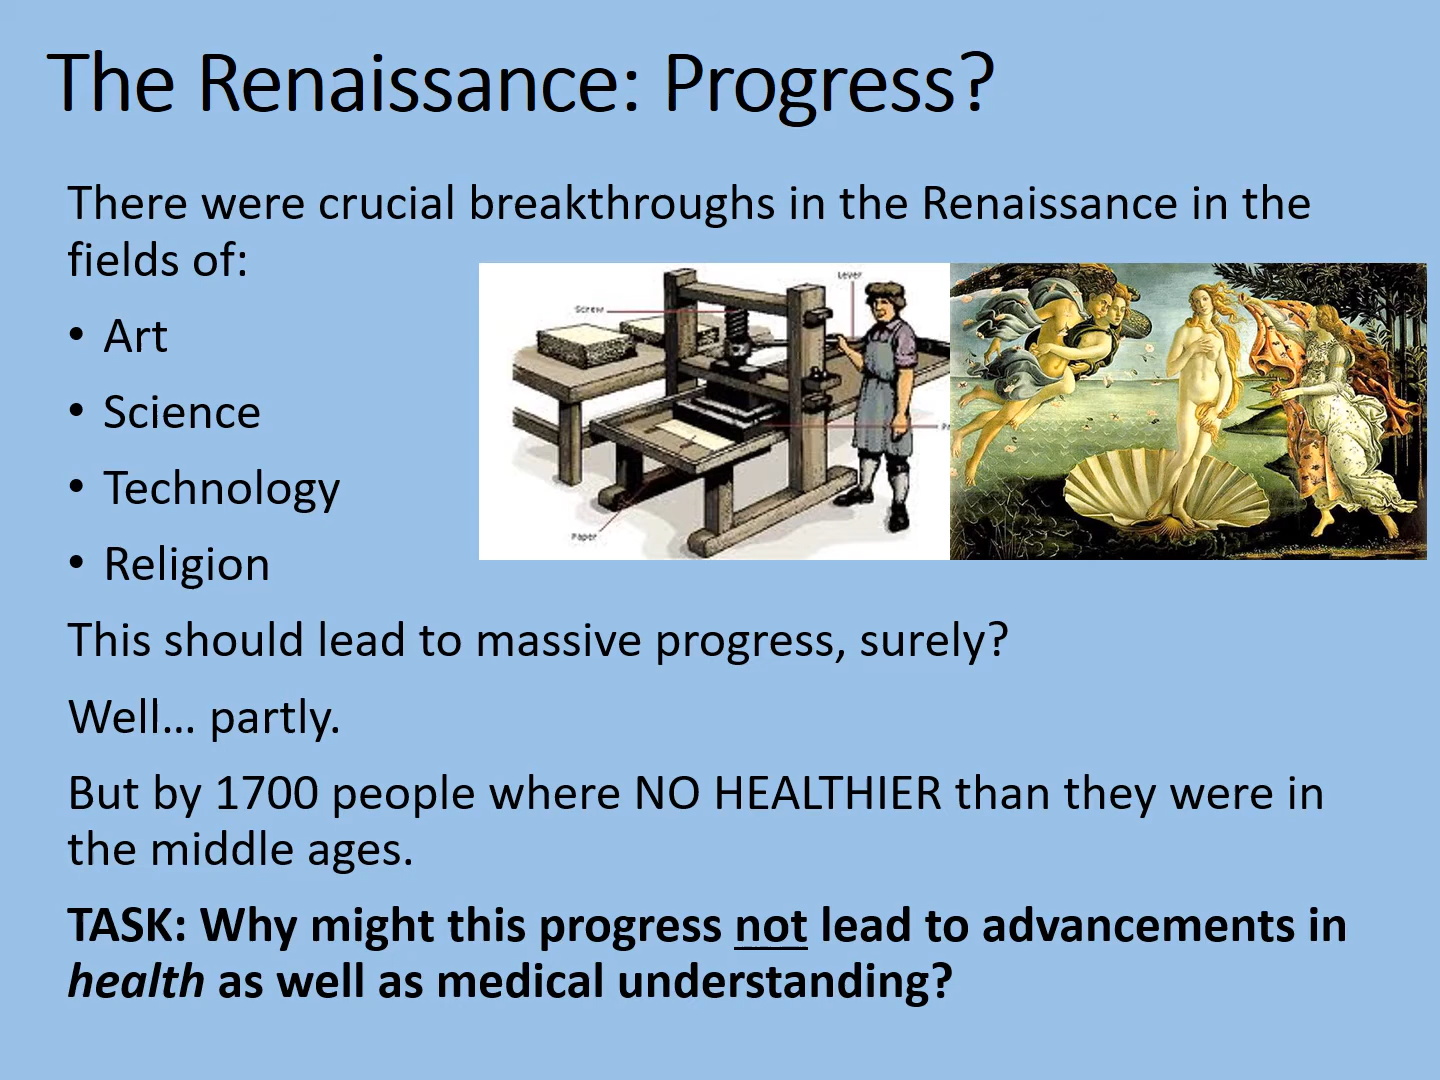 The Renaissance: Progress?
There were crucial breakthroughs in the Renaissance in the
fields of:
• Art
• Science
• Technology
• Religion
Screw
Lever
Paper
This should lead to massive progress, surely?
Well... partly.
But by 1700 people where NO HEALTHIER than they were in
the middle ages.
TASK: Why might this progress not lead to advancements in
health as well as medical understanding?